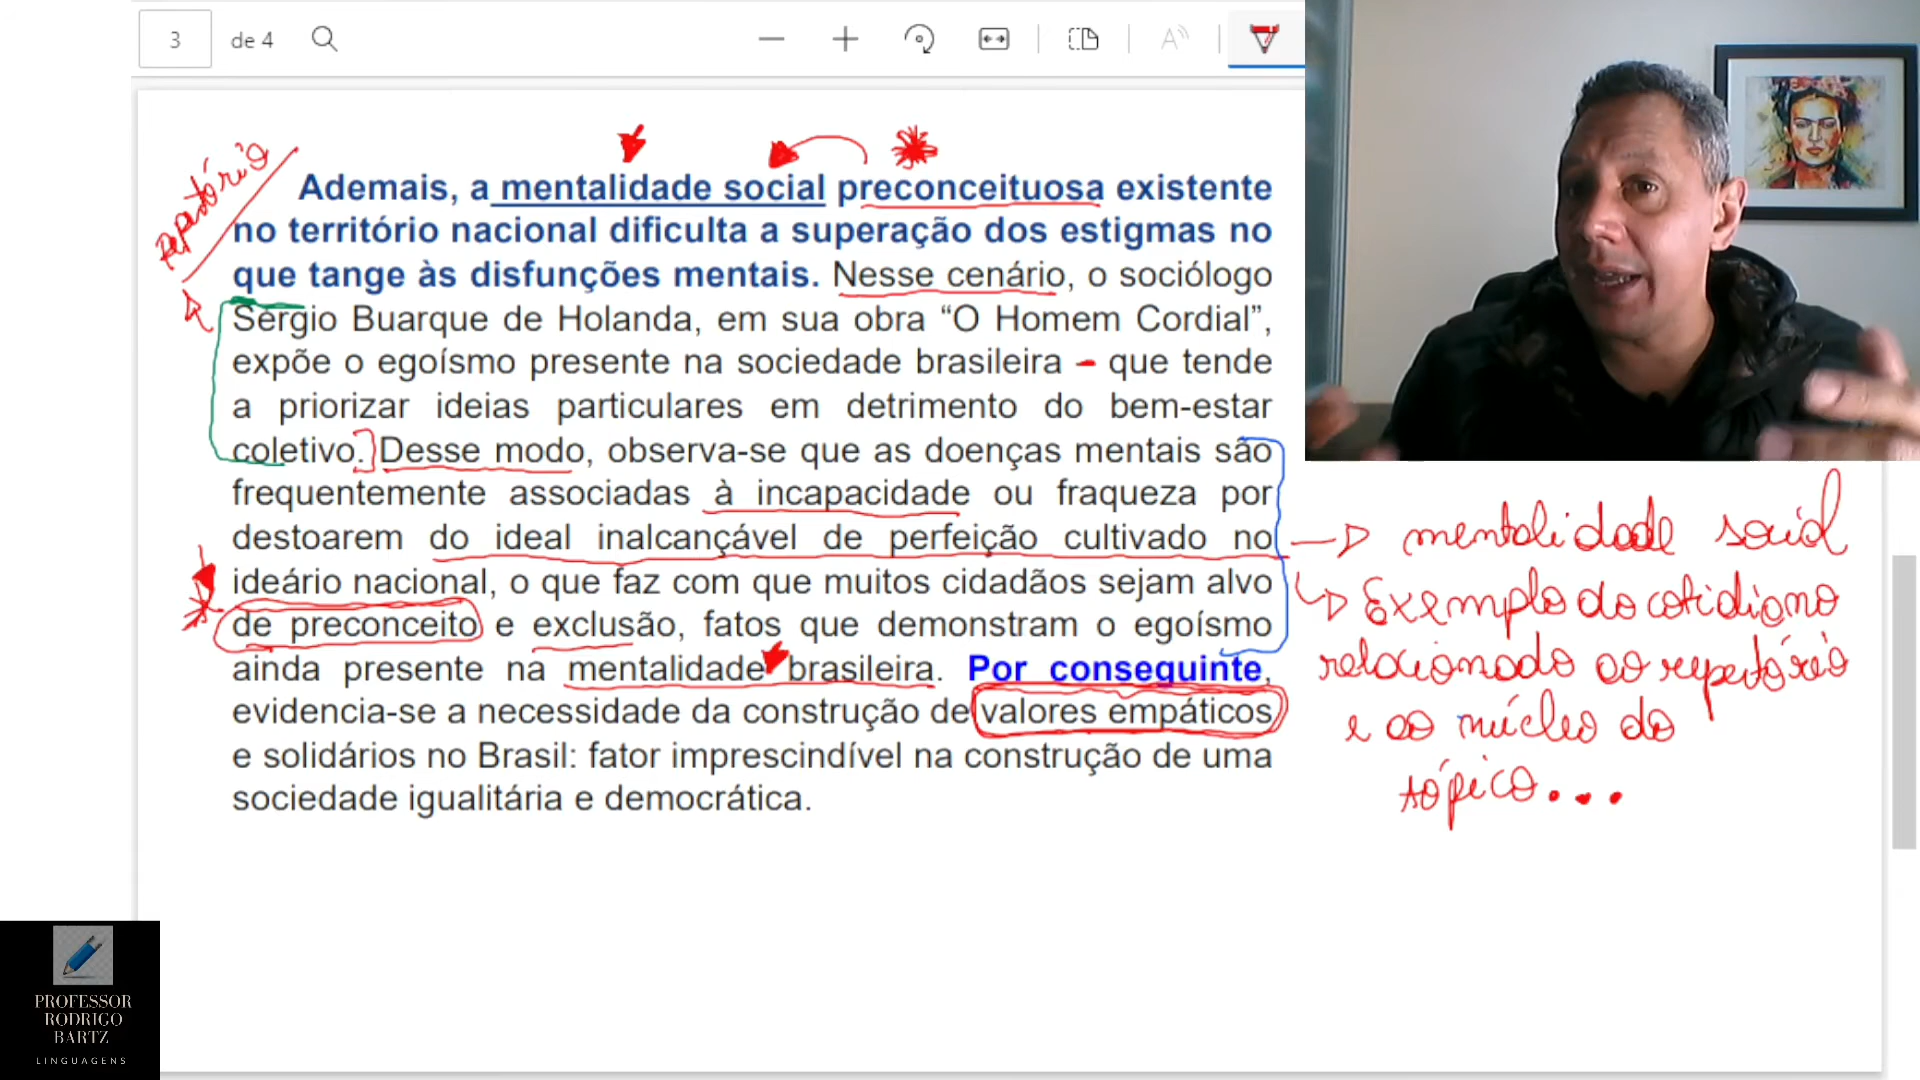 3 de 4
repertório
Ademais, a mentalidade social preconceituosa existente
no território nacional dificulta a superação dos estigmas no
que tange às disfunções mentais. Nesse cenário, o sociólogo
Sérgio Buarque de Holanda, em sua obra “O Homem Cordial”,
expõe o egoísmo presente na sociedade brasileira - que tende
a priorizar ideias particulares em detrimento do bem-estar
coletivo. Desse modo, observa-se que as doenças mentais são
frequentemente associadas à incapacidade ou fraqueza por
destoarem do ideal inalcançável de perfeição cultivado no
ideário nacional, o que faz com que muitos cidadãos sejam alvo
de preconceito e exclusão, fatos que demonstram o egoísmo
ainda presente na mentalidade brasileira. Por conseguinte,
evidencia-se a necessidade da construção de valores empáticos
e solidários no Brasil: fator imprescindível na construção de uma
sociedade igualitária e democrática.
mentalidade social
Exemplo do cotidiano
relacionado ao repertório
e ao núcleo do
tópico...
PROFESSOR
RODRIGO
BARTZ
LINGUAGENS